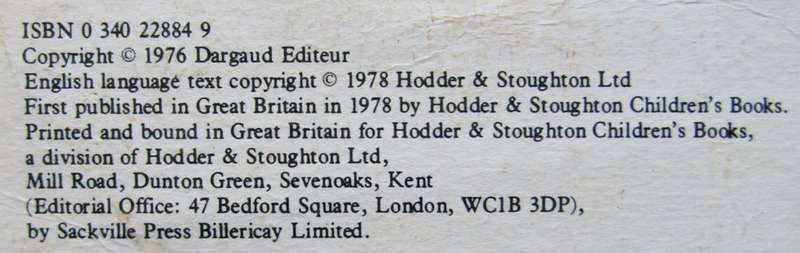 ISBN 0 340 22884 9
Copyright © 1976 Dargaud Editeur
English language text copyright © 1978 Hodder & Stoughton Ltd
First published in Great Britain in 1978 by Hodder & Stoughton Children's Books.
Printed and bound in Great Britain for Hodder & Stoughton Children's Books,
a division of Hodder & Stoughton Ltd,
Mill Road, Dunton Green, Sevenoaks, Kent
(Editorial Office: 47 Bedford Square, London, WC1B 3DP),
by Sackville Press Billericay Limited.